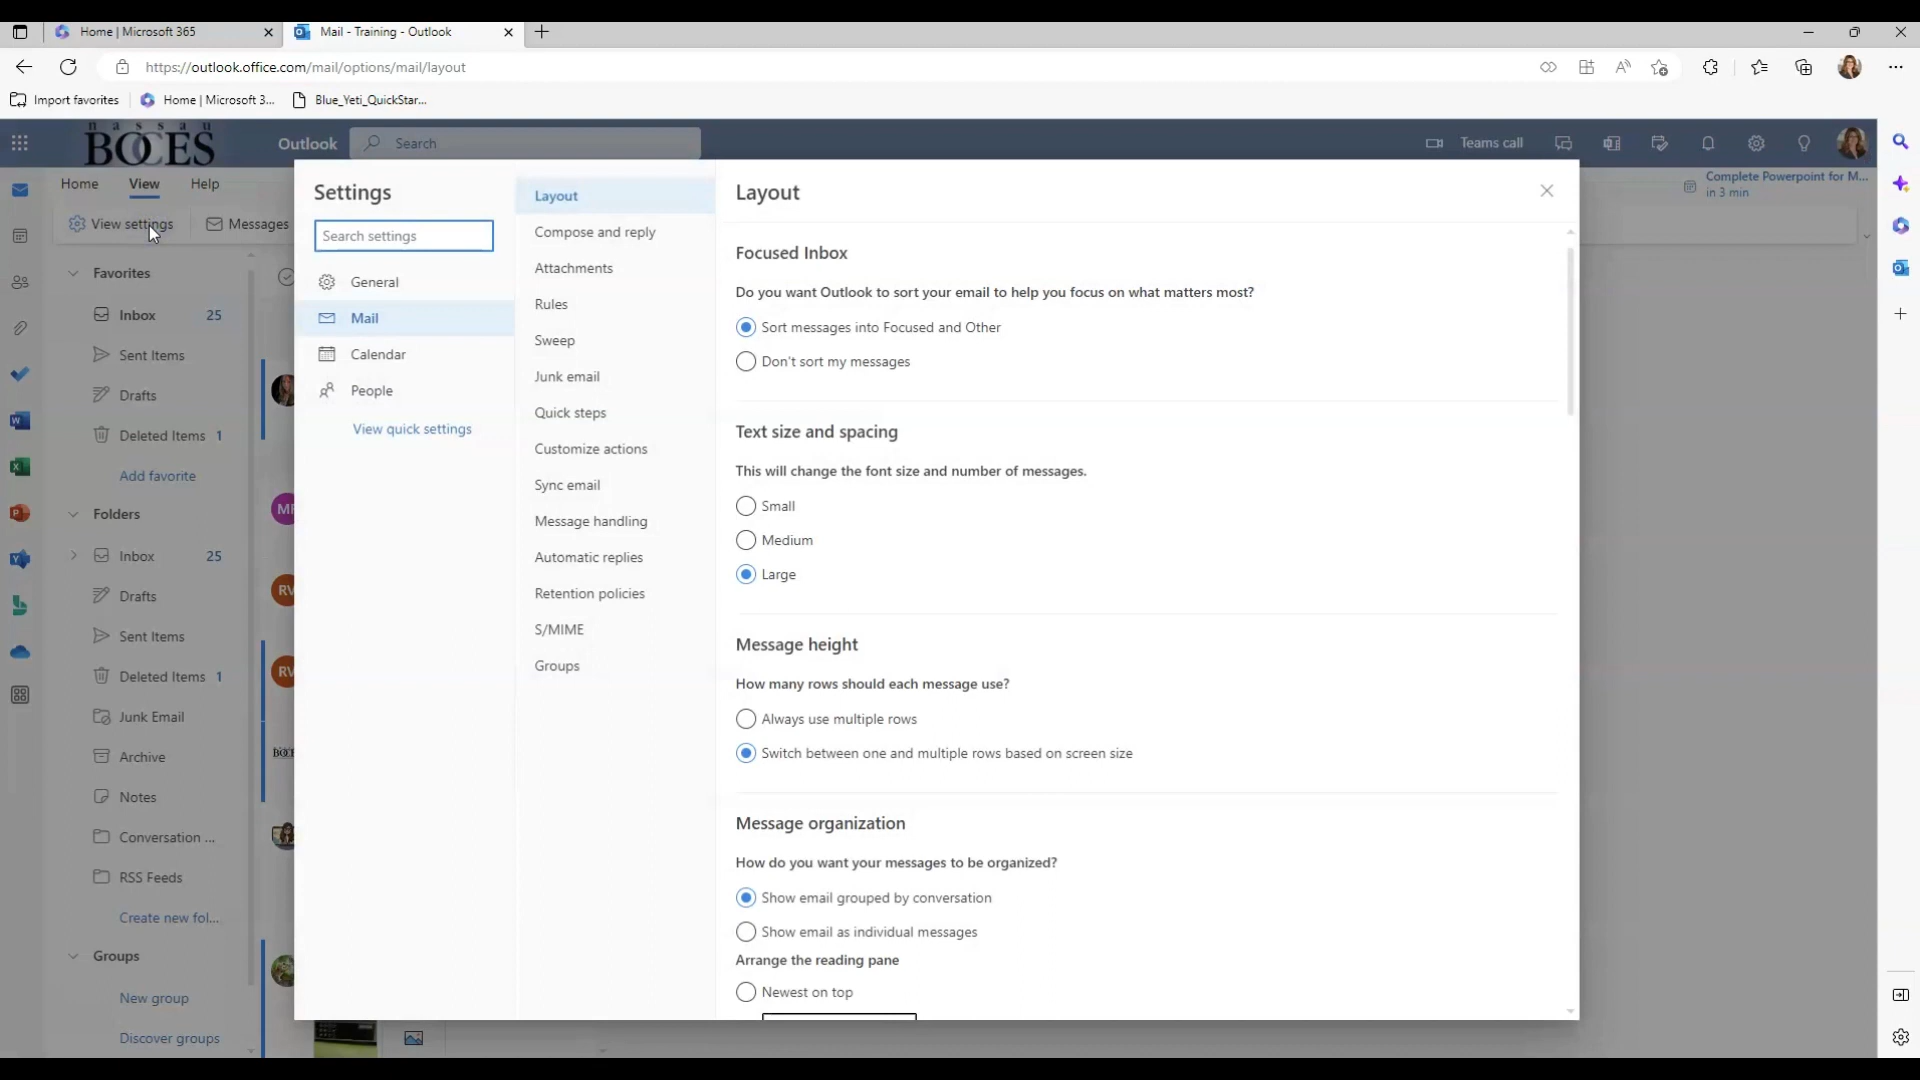 Home | Microsoft 365
Mail - Training - Outlook
https://outlook.office.com/mail/options/mail/layout
Import favorites
Home | Microsoft 3...
Blue_Yeti_QuickStar...
nassau
BOCES
Outlook
Search
Teams call
Home
View
Help
Complete Powerpoint for M...
in 3 min
View settings
Messages
Favorites
Inbox 25
Sent Items
Drafts
Deleted Items 1
Add favorite
Folders
Inbox 25
Drafts
Sent Items
Deleted Items 1
Junk Email
Archive
Notes
Conversation ...
RSS Feeds
Create new fol...
Groups
New group
Discover groups
RV
RV
BOCE
Settings
Search settings
General
Mail
Calendar
People
View quick settings
Layout
Compose and reply
Attachments
Rules
Sweep
Junk email
Quick steps
Customize actions
Sync email
Message handling
Automatic replies
Retention policies
S/MIME
Groups
Layout
Focused Inbox
Do you want Outlook to sort your email to help you focus on what matters most?
Sort messages into Focused and Other
Don't sort my messages
Text size and spacing
This will change the font size and number of messages.
Small
Medium
Large
Message height
How many rows should each message use?
Always use multiple rows
Switch between one and multiple rows based on screen size
Message organization
How do you want your messages to be organized?
Show email grouped by conversation
Show email as individual messages
Arrange the reading pane
Newest on top